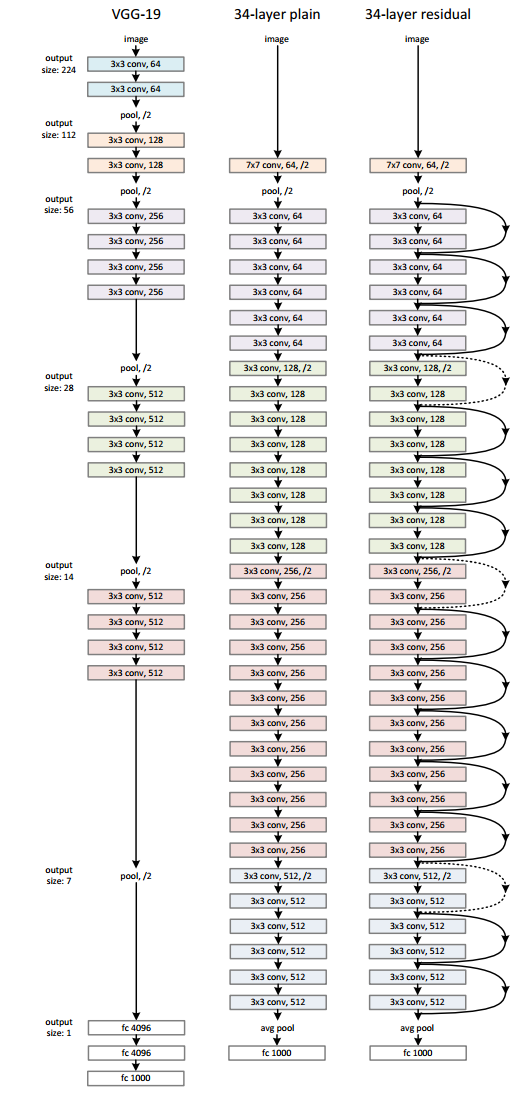 output
size: 224
output
size: 112
output
size: 56
output
size: 28
output
size: 14
output
size: 7
output
size: 1
VGG-19
image
3x3 conv, 64
3x3 conv, 64
pool, /2
3x3 conv, 128
3x3 conv, 128
pool, /2
3x3 conv, 256
3x3 conv, 256
3x3 conv, 256
3x3 conv, 256
pool, /2
3x3 conv, 512
3x3 conv, 512
3x3 conv, 512
3x3 conv, 512
pool, /2
3x3 conv, 512
3x3 conv, 512
3x3 conv, 512
3x3 conv, 512
pool, /2
fc 4096
fc 4096
fc 1000
34-layer plain
image
7x7 conv, 64, /2
pool, /2
3x3 conv, 64
3x3 conv, 64
3x3 conv, 64
3x3 conv, 64
3x3 conv, 64
3x3 conv, 64
3x3 conv, 128, /2
3x3 conv, 128
3x3 conv, 128
3x3 conv, 128
3x3 conv, 128
3x3 conv, 128
3x3 conv, 128
3x3 conv, 128
3x3 conv, 256, /2
3x3 conv, 256
3x3 conv, 256
3x3 conv, 256
3x3 conv, 256
3x3 conv, 256
3x3 conv, 256
3x3 conv, 256
3x3 conv, 256
3x3 conv, 256
3x3 conv, 256
3x3 conv, 256
3x3 conv, 512, /2
3x3 conv, 512
3x3 conv, 512
3x3 conv, 512
3x3 conv, 512
3x3 conv, 512
avg pool
fc 1000
34-layer residual
image
7x7 conv, 64, /2
pool, /2
3x3 conv, 64
3x3 conv, 64
3x3 conv, 64
3x3 conv, 64
3x3 conv, 64
3x3 conv, 64
3x3 conv, 128, /2
3x3 conv, 128
3x3 conv, 128
3x3 conv, 128
3x3 conv, 128
3x3 conv, 128
3x3 conv, 128
3x3 conv, 128
3x3 conv, 256, /2
3x3 conv, 256
3x3 conv, 256
3x3 conv, 256
3x3 conv, 256
3x3 conv, 256
3x3 conv, 256
3x3 conv, 256
3x3 conv, 256
3x3 conv, 256
3x3 conv, 256
3x3 conv, 256
3x3 conv, 512, /2
3x3 conv, 512
3x3 conv, 512
3x3 conv, 512
3x3 conv, 512
3x3 conv, 512
avg pool
fc 1000